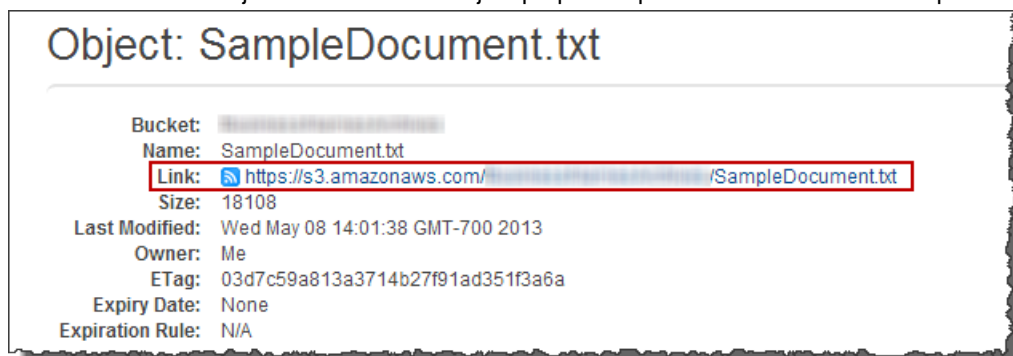 Object: SampleDocument.txt
Bucket:
Name: SampleDocument.txt
Link: https://s3.amazonaws.com/ /SampleDocument.txt
Size: 18108
Last Modified: Wed May 08 14:01:38 GMT-700 2013
Owner: Me
ETag: 03d7c59a813a3714b27f91ad351f3a6a
Expiry Date: None
Expiration Rule: N/A